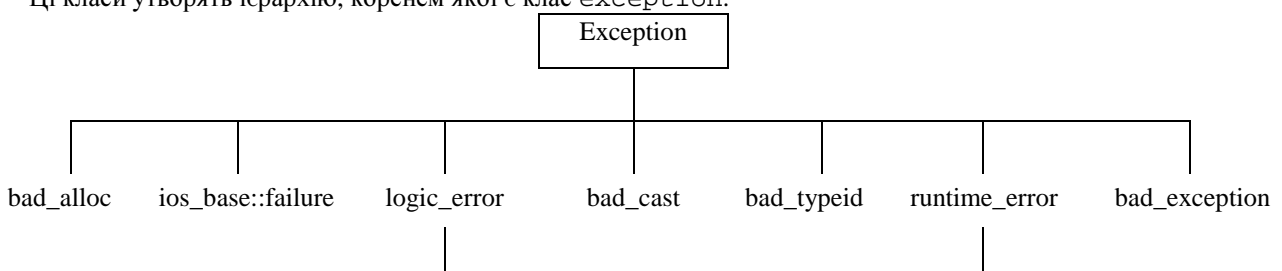 Ці класи утворять ієрархію, коренем якої є клас exception.
Exception
bad_alloc ios_base::failure logic_error bad_cast bad_typeid runtime_error bad_exception